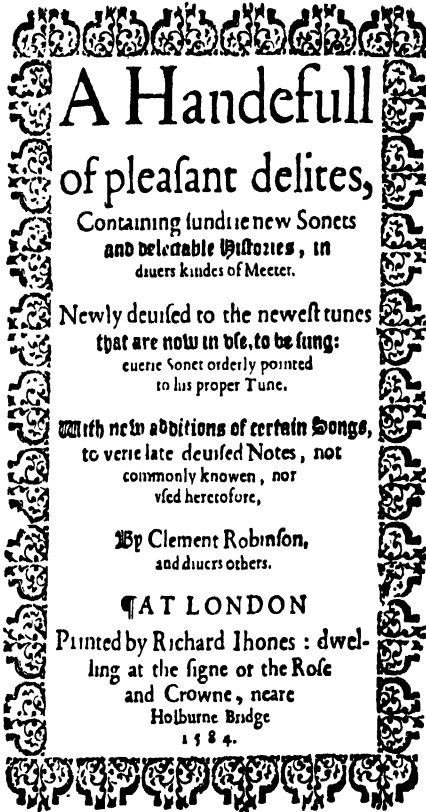 A Handefull
of pleaſant delites,
Containing ſundrie new Sonets
and delectable Hiſtories, in
diuers kindes of Meeter.
Newly deuiſed to the neweſt tunes
that are now in vſe, to be ſung:
euerie Sonet orderly pointed
to his proper Tune.
With new additions of certain Songs,
to verie late deuiſed Notes, not
commonly knowen, nor
vſed heretofore,
By Clement Robinſon,
and diuers others.
¶AT LONDON
Printed by Richard Ihones : dwel-
ling at the ſigne of the Roſe
and Crowne, neare
Holburne Bridge
1584.